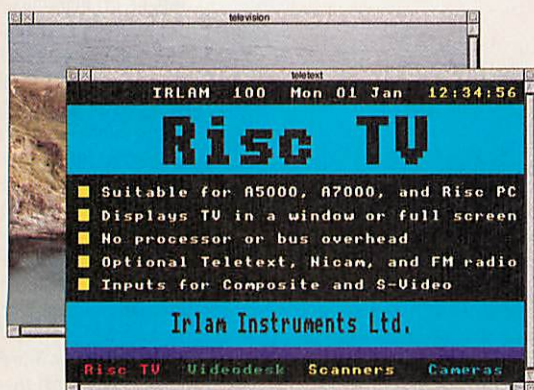 television
teletext
IRLAM 100 Mon 01 Jan 12:34:56
Risc TV
Suitable for A5000, A7000, and Risc PC
Displays TV in a window or full screen
No processor or bus overhead
Optional Teletext, Nicam, and FM radio
Inputs for Composite and S-Video
Irlam Instruments Ltd.
Risc TV Videodesk Scanners Cameras